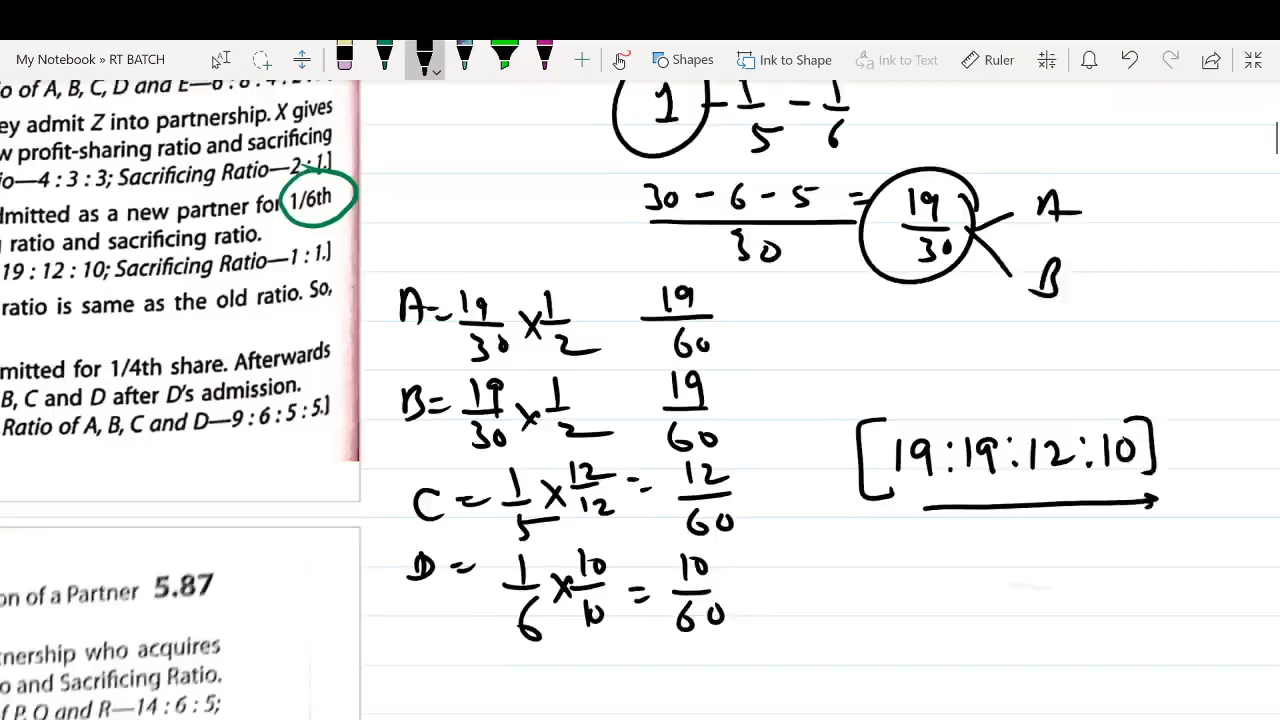 My Notebook » RT BATCH
Shapes
Ink to Shape
Ink to Text
Ruler
of A, B, C, D and E—
ey admit Z into partnership. X gives
w profit-sharing ratio and sacrificing
io—4 : 3 : 3; Sacrificing Ratio—2 : 1.]
dmitted as a new partner for 1/6th
ratio and sacrificing ratio.
19 : 12 : 10; Sacrificing Ratio—1 : 1.]
ratio is same as the old ratio. So,
mitted for 1/4th share. Afterwards
B, C and D after D's admission.
Ratio of A, B, C and D—9 : 6 : 5 : 5.]
on of a Partner 5.87
tnership who acquires
o and Sacrificing Ratio.
of P, Q and R—14 : 6 : 5;
1 - 1/5 - 1/6
30 - 6 - 5 / 30 = 19/30 A
B
A = 19/30 × 1/2 19/60
B = 19/30 × 1/2 19/60
C = 1/5 × 12/12 = 12/60
D = 1/6 × 10/10 = 10/60
[19:19:12:10]